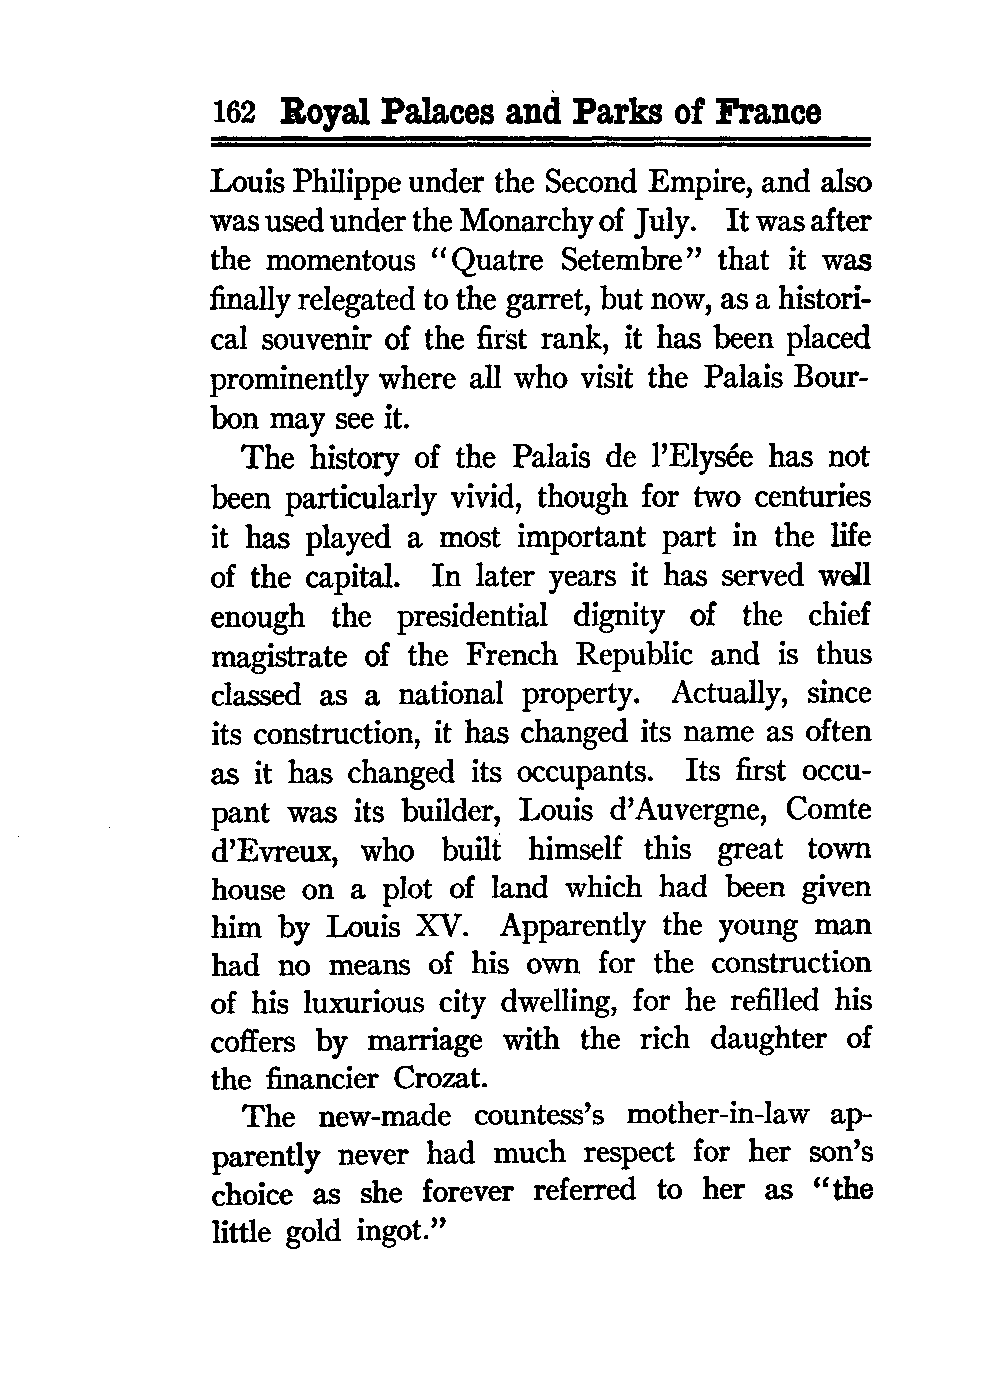 162 Royal Palaces and Parks of France
Louis Philippe under the Second Empire, and also
was used under the Monarchy of July. It was after
the momentous "Quatre Setembre" that it was
finally relegated to the garret, but now, as a histori-
cal souvenir of the first rank, it has been placed
prominently where all who visit the Palais Bour-
bon may see it.
The history of the Palais de l'Elysée has not
been particularly vivid, though for two centuries
it has played a most important part in the life
of the capital. In later years it has served well
enough the presidential dignity of the chief
magistrate of the French Republic and is thus
classed as a national property. Actually, since
its construction, it has changed its name as often
as it has changed its occupants. Its first occu-
pant was its builder, Louis d'Auvergne, Comte
d'Evreux, who built himself this great town
house on a plot of land which had been given
him by Louis XV. Apparently the young man
had no means of his own for the construction
of his luxurious city dwelling, for he refilled his
coffers by marriage with the rich daughter of
the financier Crozat.
The new-made countess's mother-in-law ap-
parently never had much respect for her son's
choice as she forever referred to her as "the
little gold ingot."